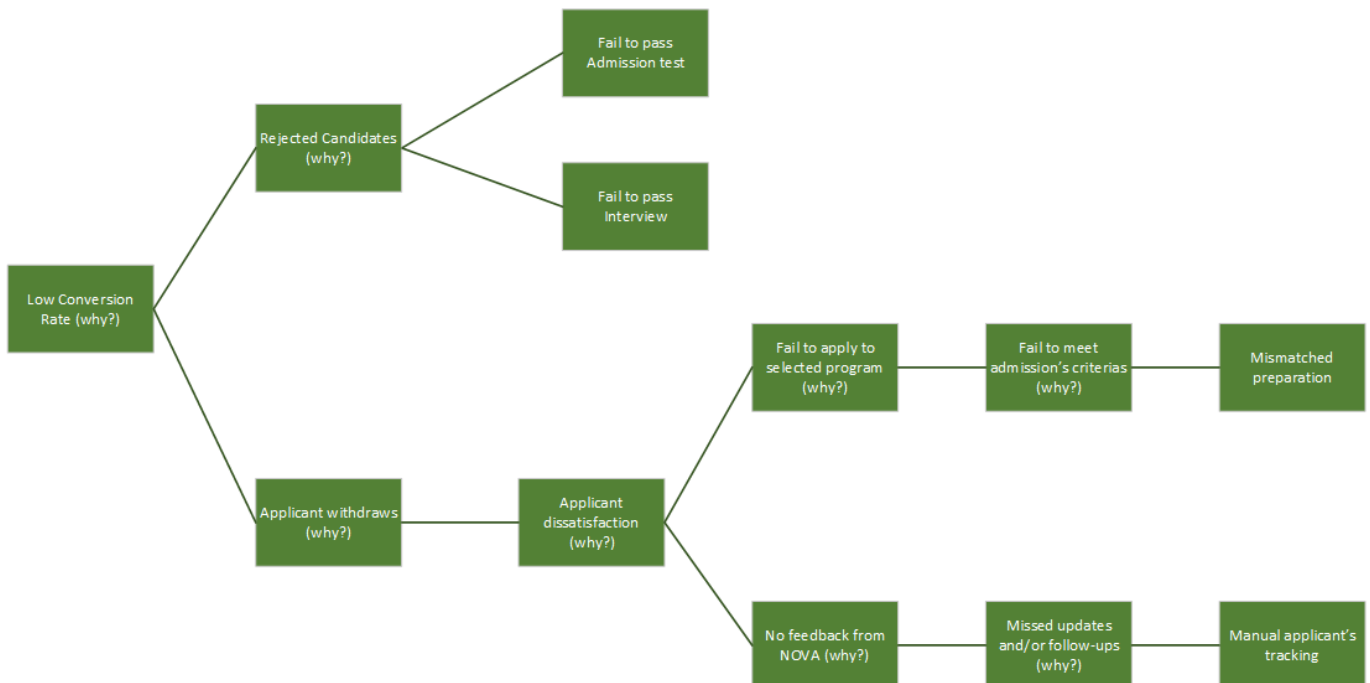 Fail to pass
Admission test
Rejected Candidates
(why?)
Fail to pass
Interview
Low Conversion
Rate (why?)
Fail to apply to
selected program
(why?)
Fail to meet
admission's criterias
(why?)
Mismatched
preparation
Applicant withdraws
(why?)
Applicant
dissatisfaction
(why?)
No feedback from
NOVA (why?)
Missed updates
and/or follow-ups
(why?)
Manual applicant's
tracking